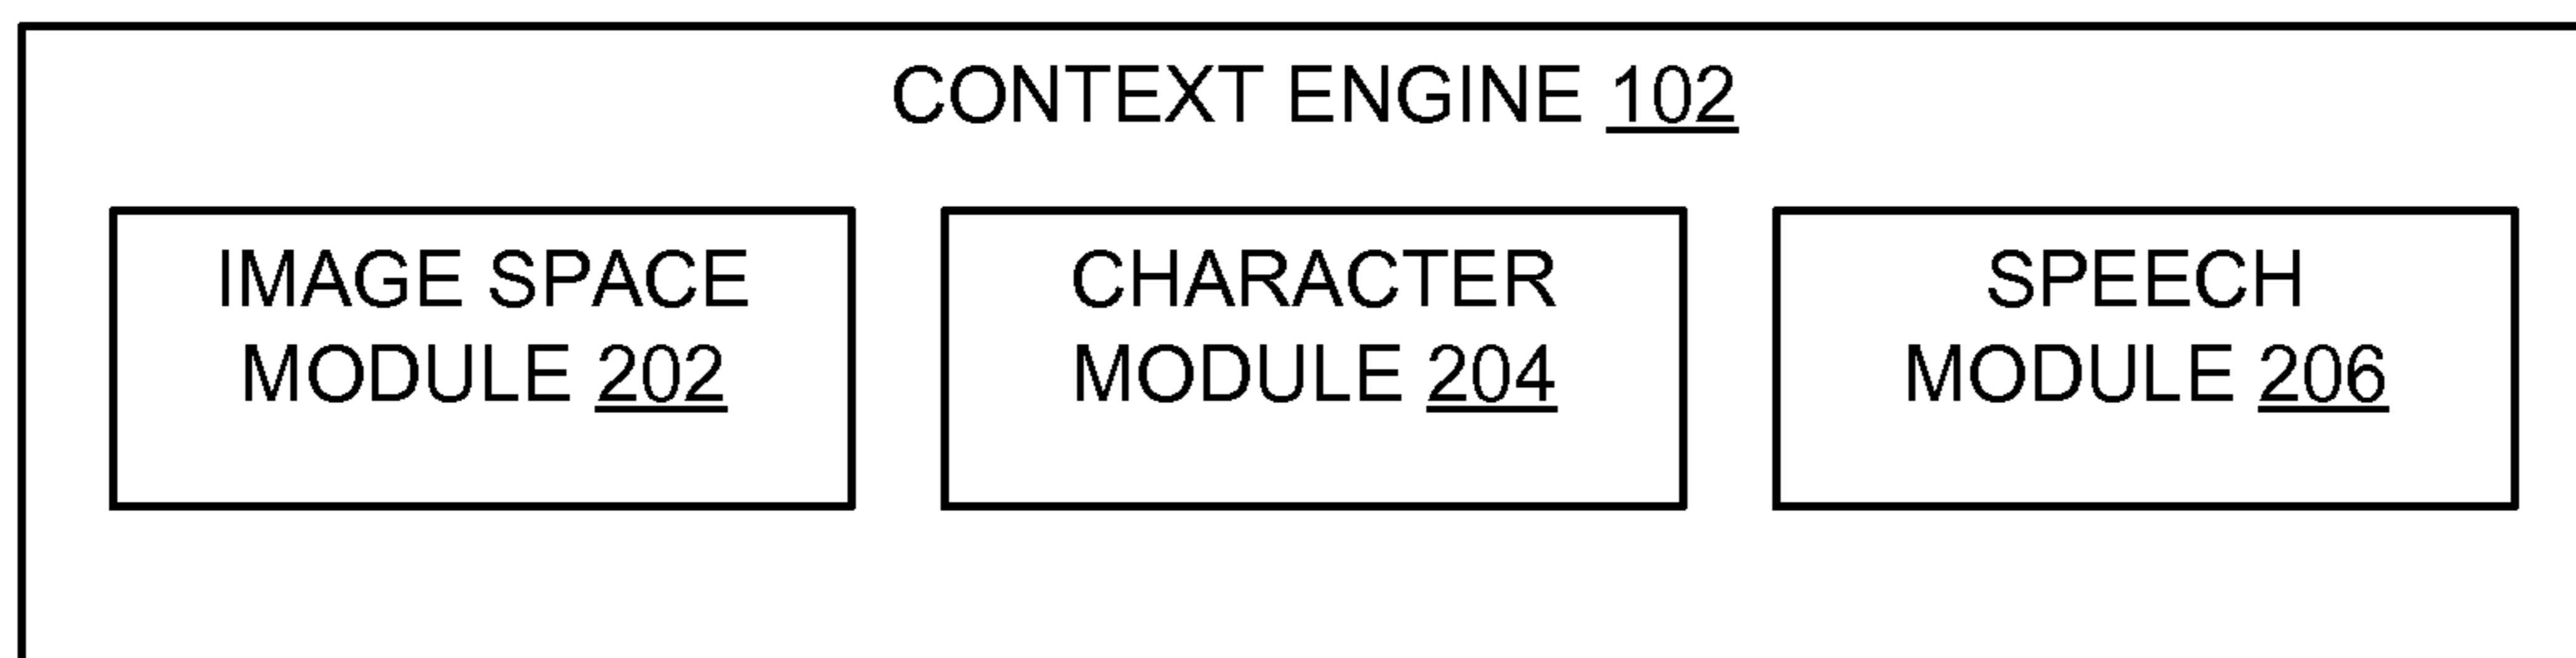 CONTEXT ENGINE 102
IMAGE SPACE
MODULE 202
CHARACTER
MODULE 204
SPEECH
MODULE 206